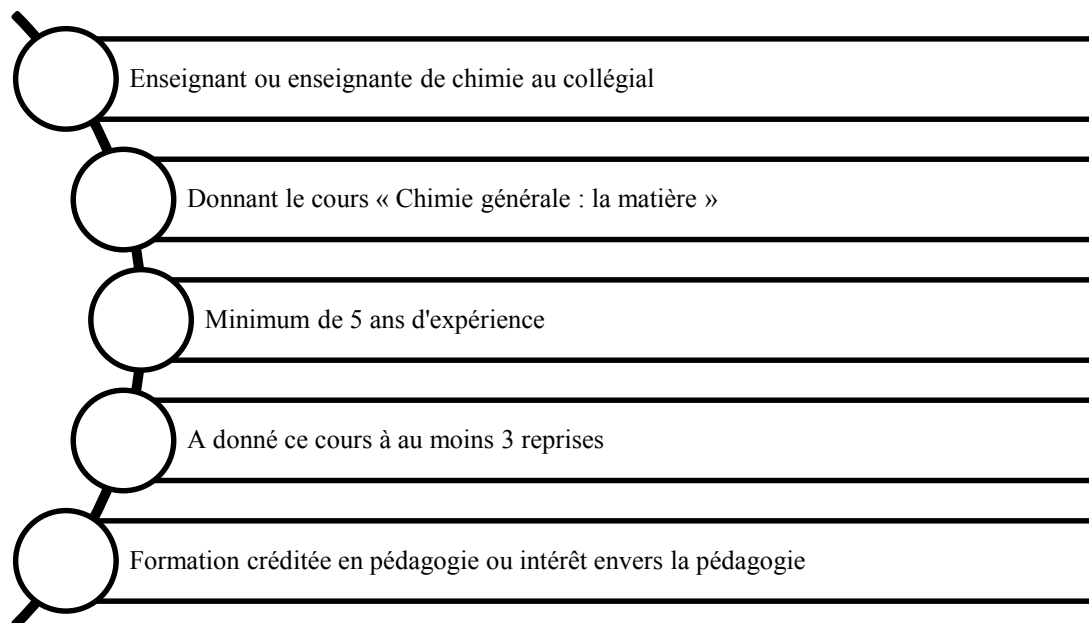 Enseignant ou enseignante de chimie au collégial
Donnant le cours « Chimie générale : la matière »
Minimum de 5 ans d'expérience
A donné ce cours à au moins 3 reprises
Formation créditée en pédagogie ou intérêt envers la pédagogie